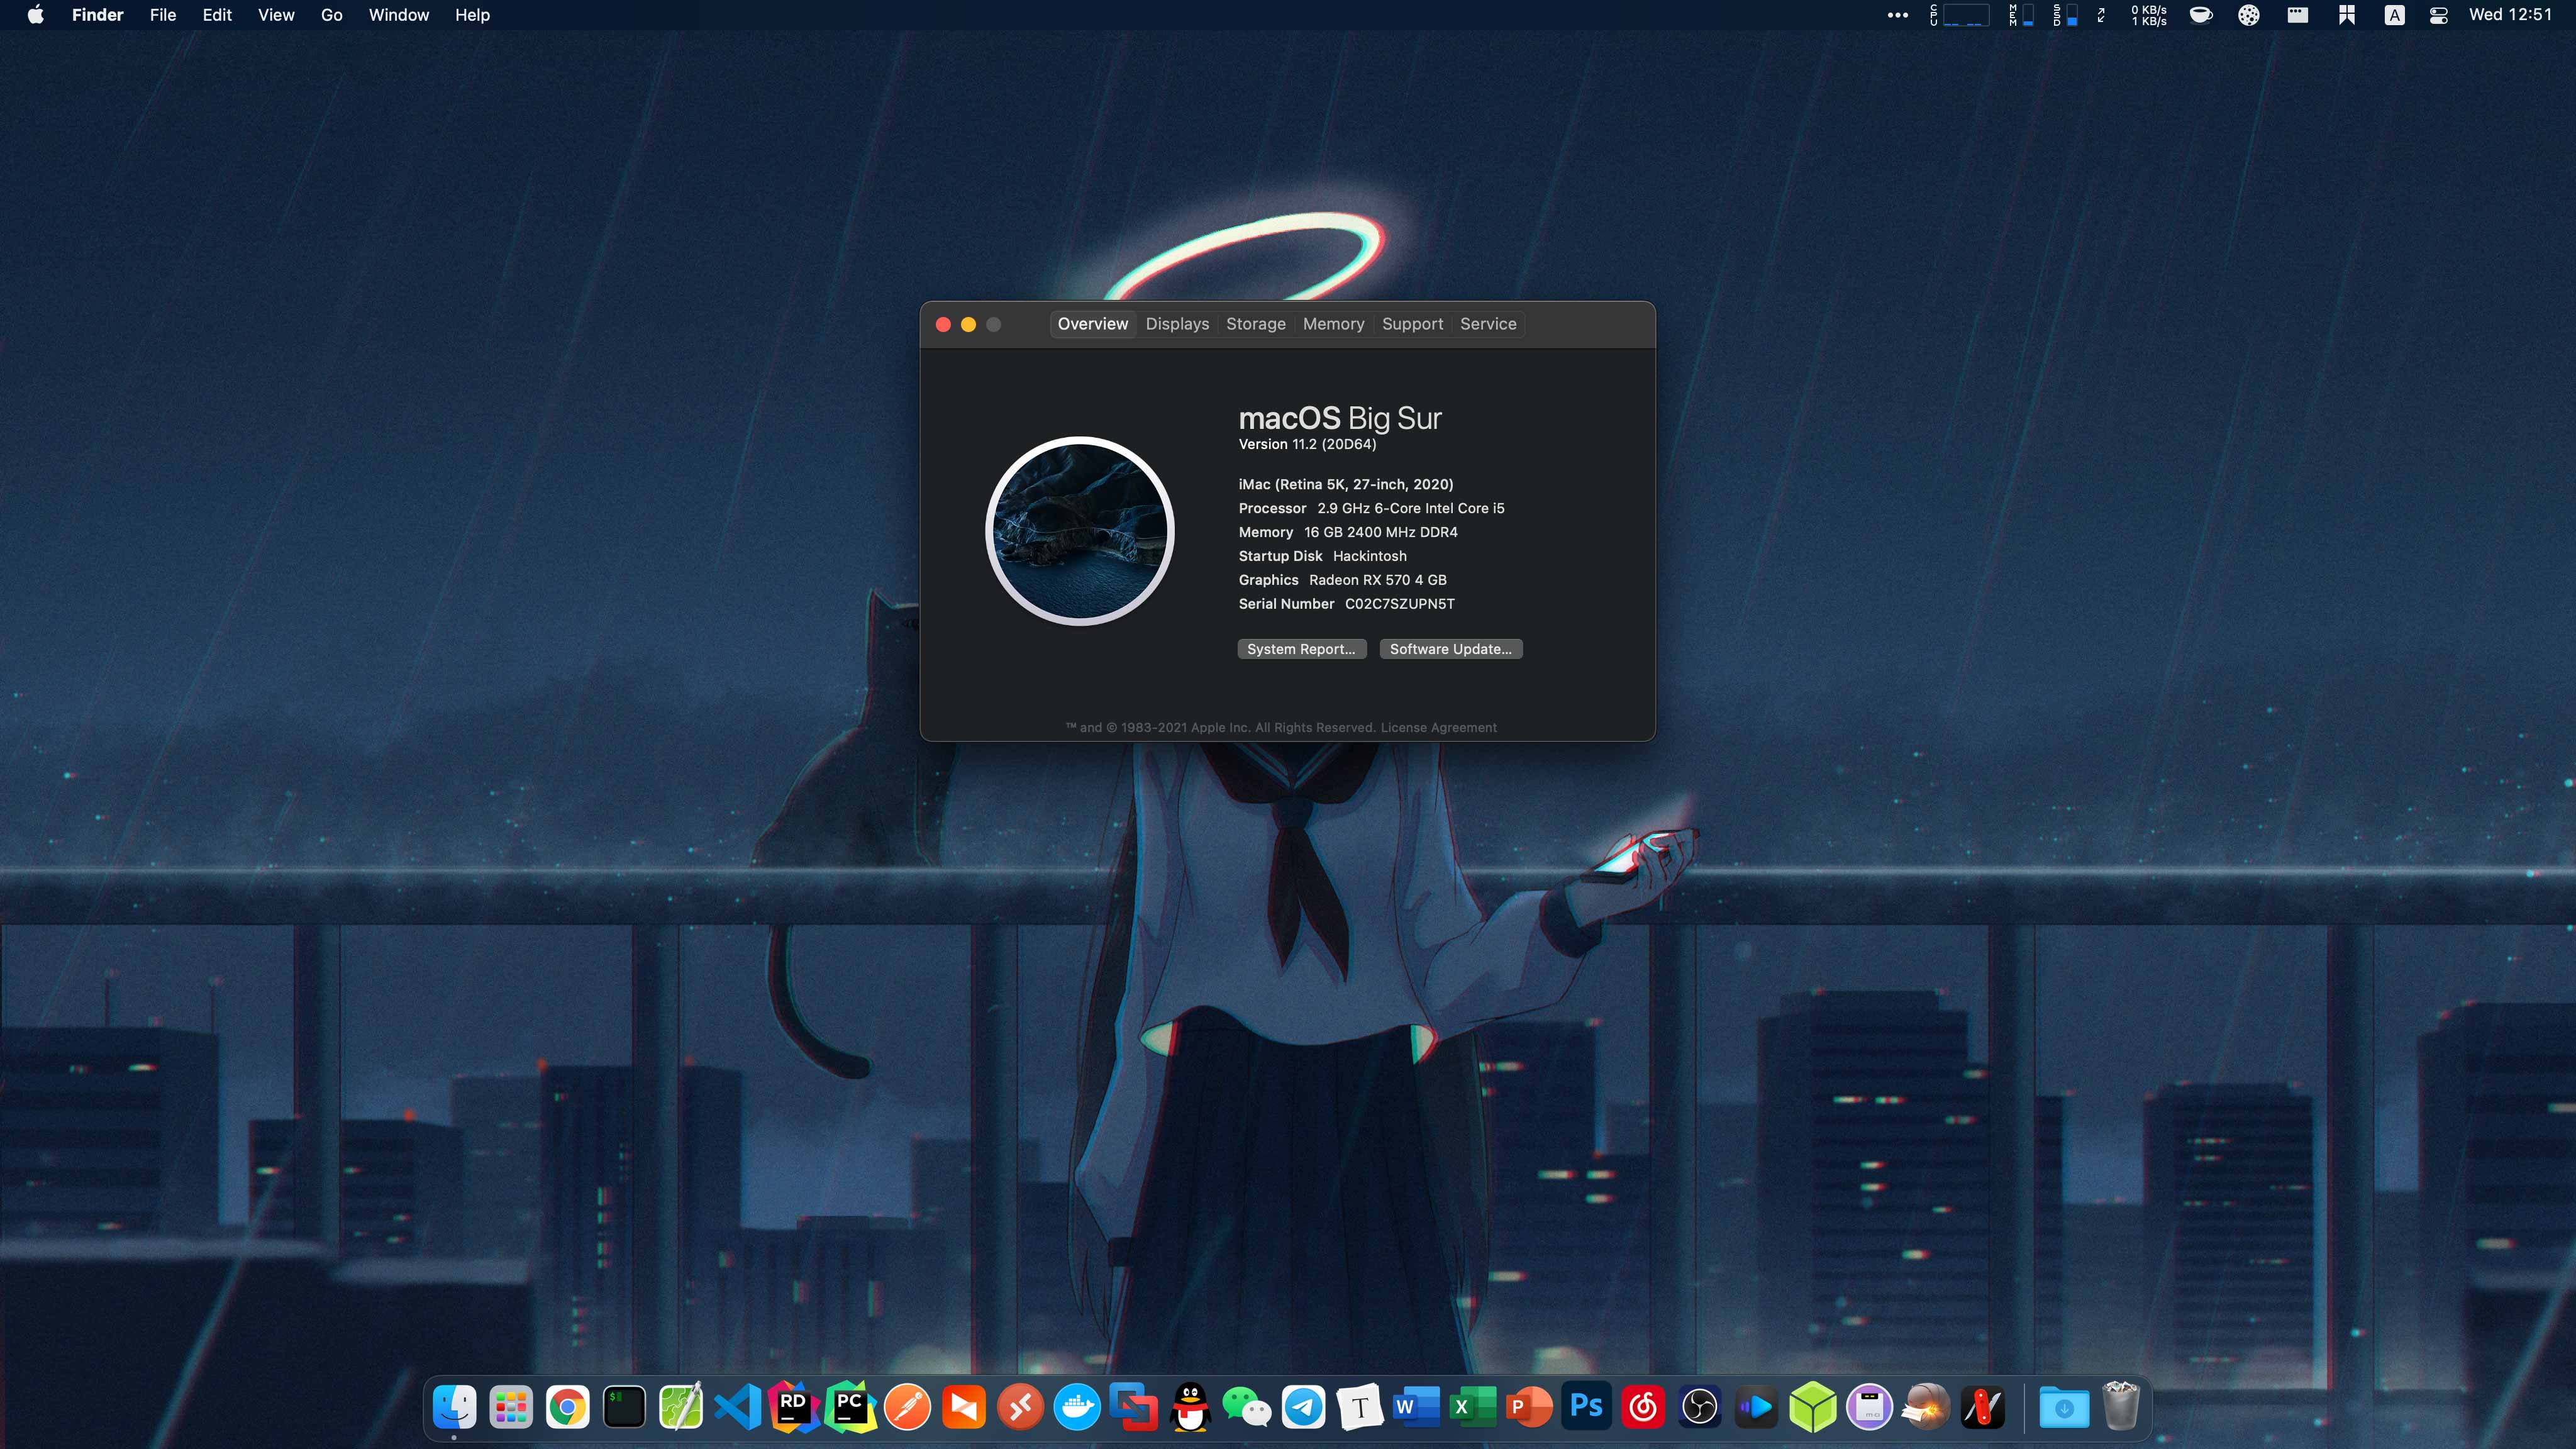 Finder File Edit View Go Window Help
CPU MEM SSD 0 KB/s A Wed 12:51
1 KB/s
Overview Displays Storage Memory Support Service
macOS Big Sur
Version 11.2 (20D64)
iMac (Retina 5K, 27-inch, 2020)
Processor 2.9 GHz 6-Core Intel Core i5
Memory 16 GB 2400 MHz DDR4
Startup Disk Hackintosh
Graphics Radeon RX 570 4 GB
Serial Number C02C7SZUPN5T
System Report... Software Update...
™ and © 1983-2021 Apple Inc. All Rights Reserved. License Agreement
$ RD PC T W X P Ps